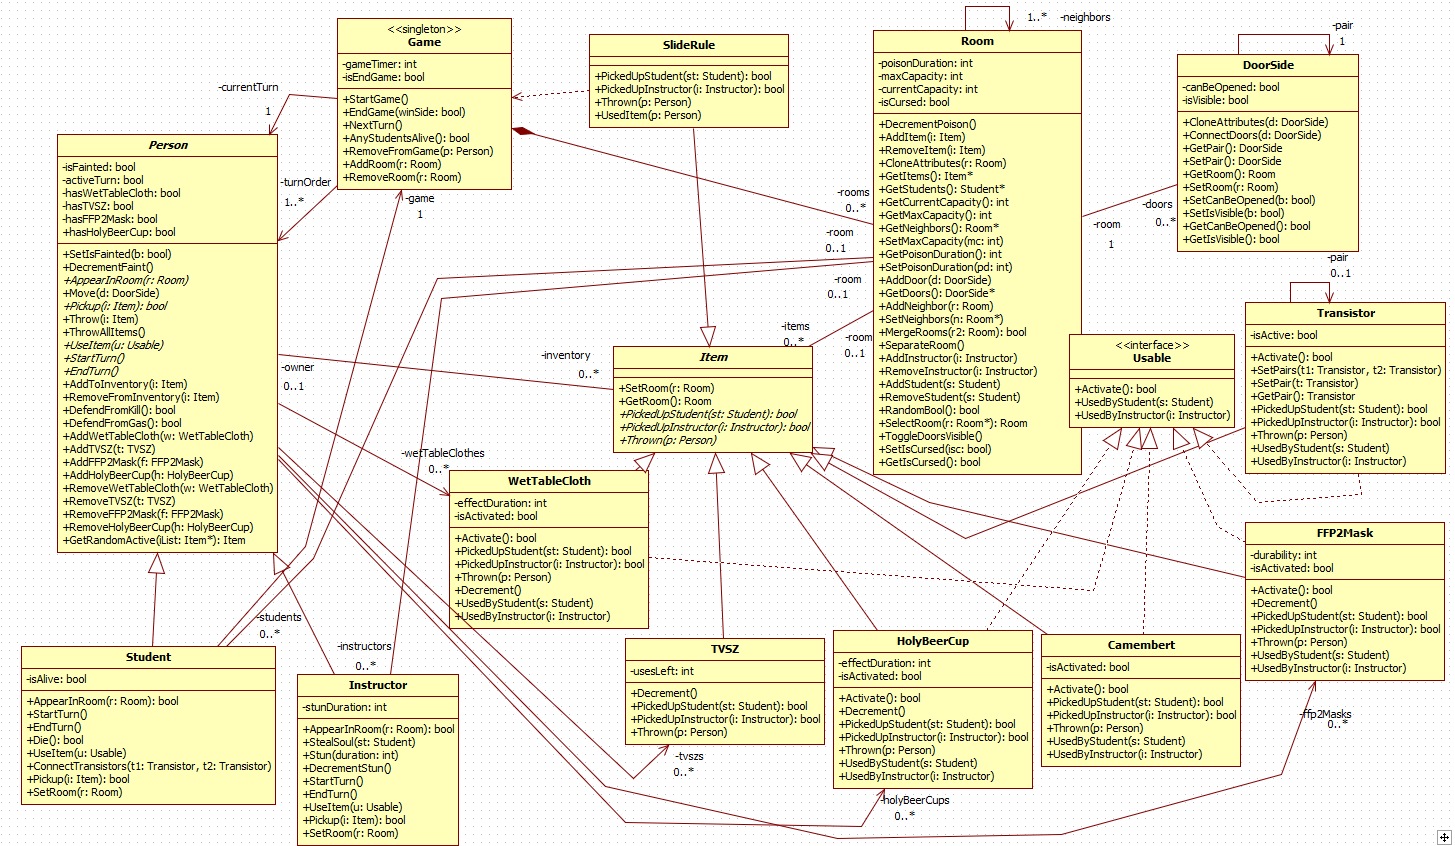 <<singleton>>
Game
-gameTimer: int
-isEndGame: bool
+StartGame()
+EndGame(winSide: bool)
+NextTurn()
+AnyStudentsAlive(): bool
+RemoveFromGame(p: Person)
+AddRoom(r: Room)
+RemoveRoom(r: Room)
SlideRule
+PickedUpStudent(st: Student): bool
+PickedUpInstructor(i: Instructor): bool
+Thrown(p: Person)
+UsedItem(p: Person)
1..*
-neighbors
Room
-poisonDuration: int
-maxCapacity: int
-currentCapacity: int
-isCursed: bool
+DecrementPoison()
+AddItem(i: Item)
+RemoveItem(i: Item)
+CloneAttributes(r: Room)
+GetItems(): Item*
+GetStudents(): Student*
+GetCurrentCapacity(): int
+GetMaxCapacity(): int
+GetNeighbors(): Room*
+SetMaxCapacity(mc: int)
+GetPoisonDuration(): int
+SetPoisonDuration(pd: int)
+AddDoor(d: DoorSide)
+GetDoors(): DoorSide*
+AddNeighbor(r: Room)
+SetNeighbors(n: Room*)
+MergeRooms(r2: Room): bool
+SeparateRoom()
+AddInstructor(i: Instructor)
+RemoveInstructor(i: Instructor)
+AddStudent(s: Student)
+RemoveStudent(s: Student)
+RandomBool(): bool
+SelectRoom(r: Room*): Room
+ToggleDoorsVisible()
+SetIsCursed(isc: bool)
+GetIsCursed(): bool
-pair
1
DoorSide
-canBeOpened: bool
-isVisible: bool
+CloneAttributes(d: DoorSide)
+ConnectDoors(d: DoorSide)
+GetPair(): DoorSide
+SetPair(): DoorSide
+GetRoom(): Room
+SetRoom(r: Room)
+SetCanBeOpened(b: bool)
+SetIsVisible(b: bool)
+GetCanBeOpened(): bool
+GetIsVisible(): bool
-currentTurn
1
-turnOrder
1..*
-game
1
-rooms
0..*
-room
0..1
-room
0..1
-doors
0..*
-room
1
-items
0..*
-room
0..1
-pair
0..1
Person
-isFainted: bool
-activeTurn: bool
-hasWetTableCloth: bool
-hasTVSZ: bool
-hasFFP2Mask: bool
-hasHolyBeerCup: bool
+SetIsFainted(b: bool)
+DecrementFaint()
+AppearInRoom(r: Room)
+Move(d: DoorSide)
+Pickup(i: Item): bool
+Throw(i: Item)
+ThrowAllItems()
+UseItem(u: Usable)
+StartTurn()
+EndTurn()
+AddToInventory(i: Item)
+RemoveFromInventory(i: Item)
+DefendFromKill(): bool
+DefendFromGas(): bool
+AddWetTableCloth(w: WetTableCloth)
+AddTVSZ(t: TVSZ)
+AddFFP2Mask(f: FFP2Mask)
+AddHolyBeerCup(h: HolyBeerCup)
+RemoveWetTableCloth(w: WetTableCloth)
+RemoveTVSZ(t: TVSZ)
+RemoveFFP2Mask(f: FFP2Mask)
+RemoveHolyBeerCup(h: HolyBeerCup)
+GetRandomActive(iList: Item*): Item
-owner
0..1
-inventory
0..*
Item
+SetRoom(r: Room)
+GetRoom(): Room
+PickedUpStudent(st: Student): bool
+PickedUpInstructor(i: Instructor): bool
+Thrown(p: Person)
<<interface>>
Usable
+Activate(): bool
+UsedByStudent(s: Student)
+UsedByInstructor(i: Instructor)
Transistor
-isActive: bool
+Activate(): bool
+SetPairs(t1: Transistor, t2: Transistor)
+SetPair(t: Transistor)
+GetPair(): Transistor
+PickedUpStudent(st: Student): bool
+PickedUpInstructor(i: Instructor): bool
+Thrown(p: Person)
+UsedByStudent(s: Student)
+UsedByInstructor(i: Instructor)
-wetTableClothes
0..*
WetTableCloth
-effectDuration: int
-isActivated: bool
+Activate(): bool
+PickedUpStudent(st: Student): bool
+PickedUpInstructor(i: Instructor): bool
+Thrown(p: Person)
+Decrement()
+UsedByStudent(s: Student)
+UsedByInstructor(i: Instructor)
FFP2Mask
-durability: int
-isActivated: bool
+Activate(): bool
+Decrement()
+PickedUpStudent(st: Student): bool
+PickedUpInstructor(i: Instructor): bool
+Thrown(p: Person)
+UsedByStudent(s: Student)
+UsedByInstructor(i: Instructor)
-students
0..*
-instructors
0..*
Student
-isAlive: bool
+AppearInRoom(r: Room): bool
+StartTurn()
+EndTurn()
+Die(): bool
+UseItem(u: Usable)
+ConnectTransistors(t1: Transistor, t2: Transistor)
+Pickup(i: Item): bool
+SetRoom(r: Room)
Instructor
-stunDuration: int
+AppearInRoom(r: Room): bool
+StealSoul(st: Student)
+Stun(duration: int)
+DecrementStun()
+StartTurn()
+EndTurn()
+UseItem(u: Usable)
+Pickup(i: Item): bool
+SetRoom(r: Room)
TVSZ
-usesLeft: int
+Decrement()
+PickedUpStudent(st: Student): bool
+PickedUpInstructor(i: Instructor): bool
+Thrown(p: Person)
-tvszs
0..*
HolyBeerCup
-effectDuration: int
-isActivated: bool
+Activate(): bool
+Decrement()
+PickedUpStudent(st: Student): bool
+PickedUpInstructor(i: Instructor): bool
+Thrown(p: Person)
+UsedByStudent(s: Student)
+UsedByInstructor(i: Instructor)
-holyBeerCups
0..*
Camembert
-isActivated: bool
+Activate(): bool
+PickedUpStudent(st: Student): bool
+PickedUpInstructor(i: Instructor): bool
+Thrown(p: Person)
+UsedByStudent(s: Student)
+UsedByInstructor(i: Instructor)
-ffp2Masks
0..*